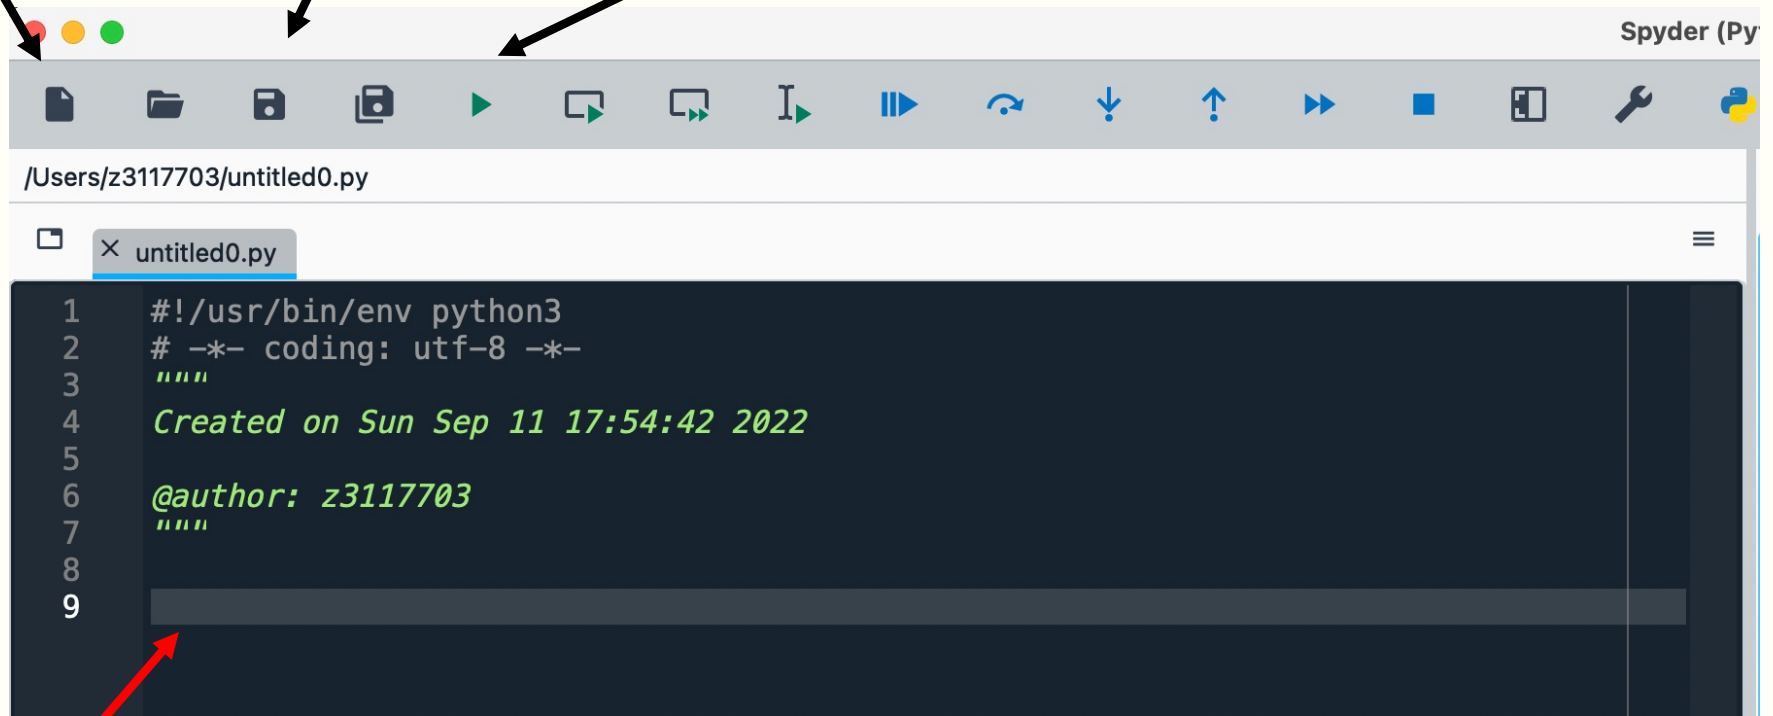 Spyder (Py
/Users/z3117703/untitled0.py
untitled0.py
1 #!/usr/bin/env python3
2 # -*- coding: utf-8 -*-
3 """
4 Created on Sun Sep 11 17:54:42 2022
5
6 @author: z3117703
7 """
8
9